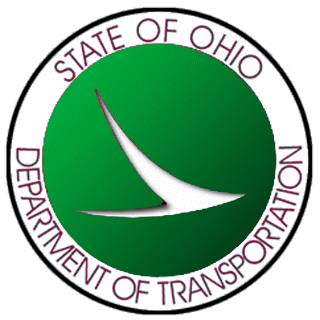 STATE OF OHIO
DEPARTMENT OF TRANSPORTATION